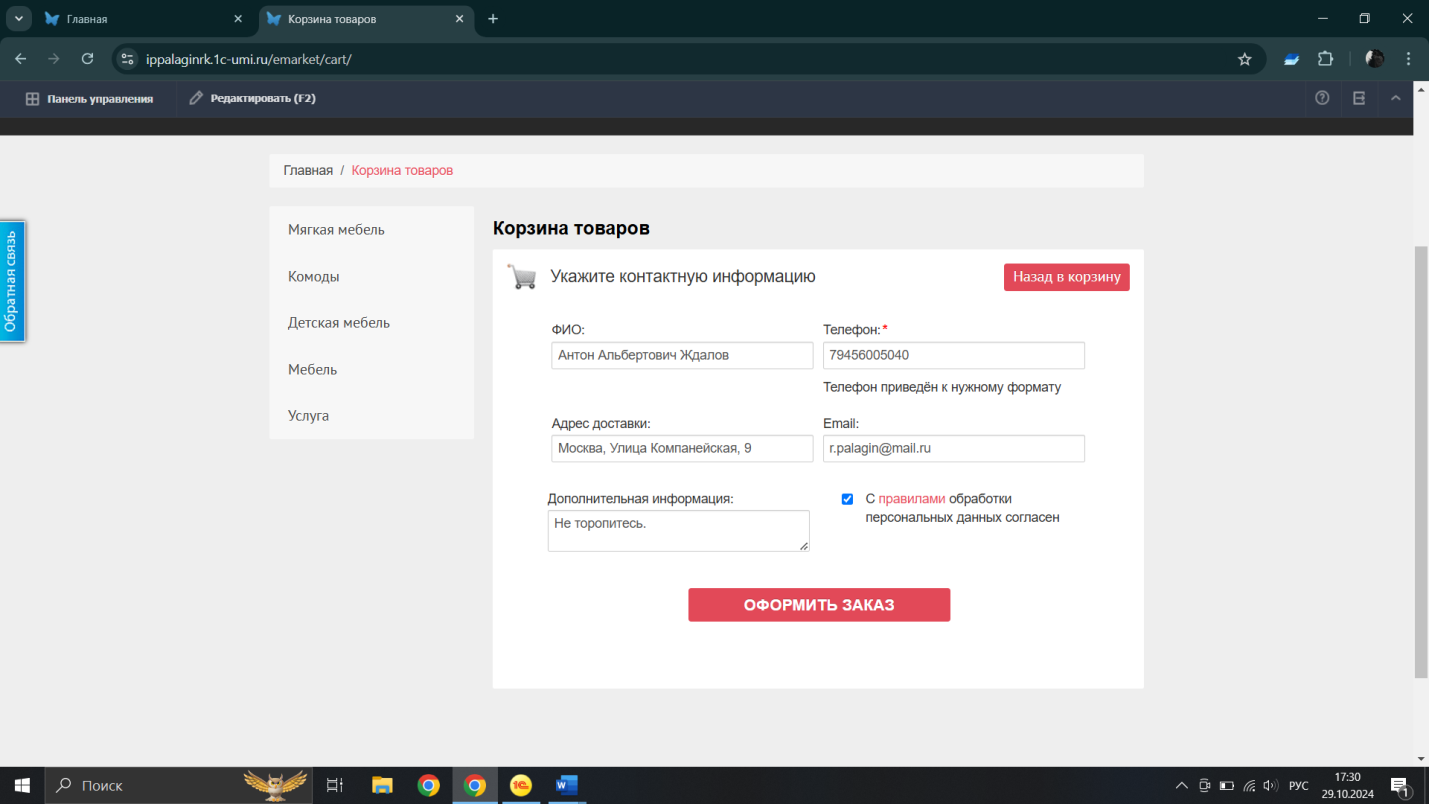 Главная
Корзина товаров
ippalaginrk.1c-umi.ru/emarket/cart/
Панель управления
Редактировать (F2)
Главная / Корзина товаров
Обратная связь
Мягкая мебель
Комоды
Детская мебель
Мебель
Услуга
Корзина товаров
Укажите контактную информацию
Назад в корзину
ФИО:
Телефон:*
Антон Альбертович Ждалов
79456005040
Телефон приведён к нужному формату
Адрес доставки:
Email:
Москва, Улица Компанейская, 9
r.palagin@mail.ru
Дополнительная информация:
Не торопитесь.
С правилами обработки
персональных данных согласен
ОФОРМИТЬ ЗАКАЗ
Поиск
1С
W
РУС
17:30
29.10.2024
1